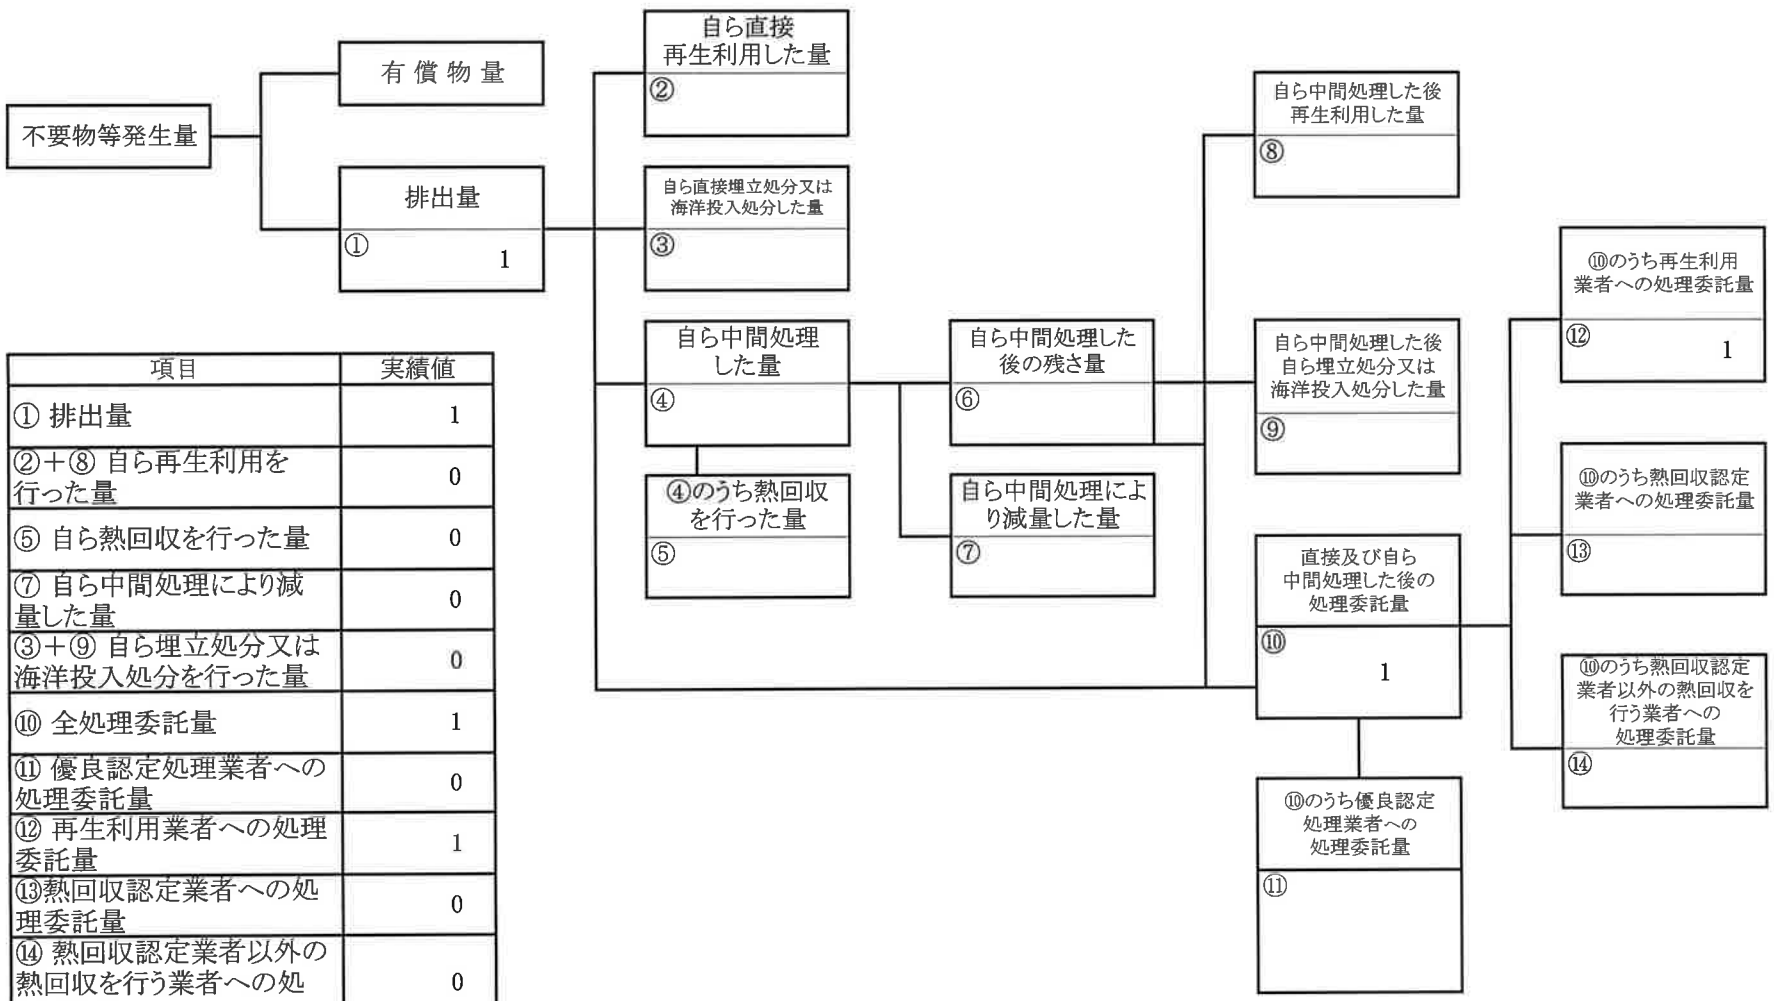 不要物等発生量
有 償 物 量
排出量
①
1
自ら直接
再生利用した量
②
自ら直接埋立処分又は
海洋投入処分した量
③
自ら中間処理
した量
④
④のうち熱回収
を行った量
⑤
自ら中間処理した
後の残さ量
⑥
自ら中間処理によ
り減量した量
⑦
自ら中間処理した後
再生利用した量
⑧
自ら中間処理した後
自ら埋立処分又は
海洋投入処分した量
⑨
直接及び自ら
中間処理した後の
処理委託量
⑩
1
⑩のうち優良認定
処理業者への
処理委託量
⑪
⑩のうち再生利用
業者への処理委託量
⑫
1
⑩のうち熱回収認定
業者への処理委託量
⑬
⑩のうち熱回収認定
業者以外の熱回収を
行う業者への
処理委託量
⑭
項目 実績値
① 排出量 1
②+⑧ 自ら再生利用を
行った量 0
⑤ 自ら熱回収を行った量 0
⑦ 自ら中間処理により減
量した量 0
③+⑨ 自ら埋立処分又は
海洋投入処分を行った量 0
⑩ 全処理委託量 1
⑪ 優良認定処理業者への
処理委託量 0
⑫ 再生利用業者への処理
委託量 1
⑬熱回収認定業者への処
理委託量 0
⑭ 熱回収認定業者以外の
熱回収を行う業者への処 0